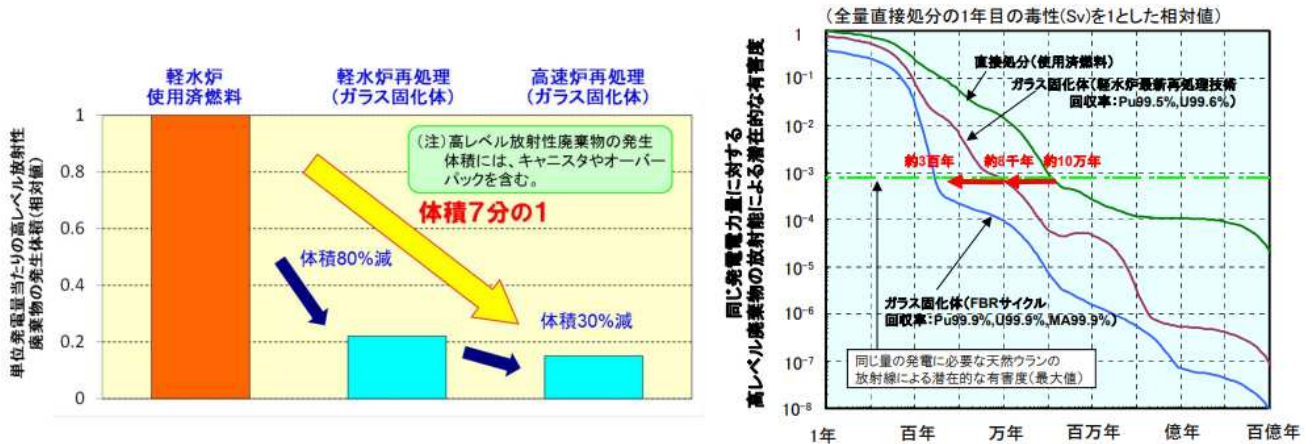 軽水炉
使用済燃料
軽水炉再処理
(ガラス固化体)
高速炉再処理
(ガラス固化体)
単位発電量当たりの高レベル放射性
廃棄物の発生体積(相対値)
1
0.8
0.6
0.4
0.2
0
(注)高レベル放射性廃棄物の発生
体積には、キャニスタやオーバー
パックを含む。
体積7分の1
体積80%減
体積30%減
(全量直接処分の1年目の毒性(Sv)を1とした相対値)
同じ発電電力量に対する
高レベル廃棄物の放射能による潜在的な有害度
1
10-1
10-2
10-3
10-4
10-5
10-6
10-7
10-8
直接処分(使用済燃料)
ガラス固化体(軽水炉最新再処理技術
回収率:Pu99.5%,U99.6%)
約3百年
約8千年
約10万年
ガラス固化体(FBRサイクル
回収率:Pu99.9%,U99.9%,MA99.9%)
同じ量の発電に必要な天然ウランの
放射線による潜在的な有害度(最大値)
1年
百年
万年
百万年
億年
百億年